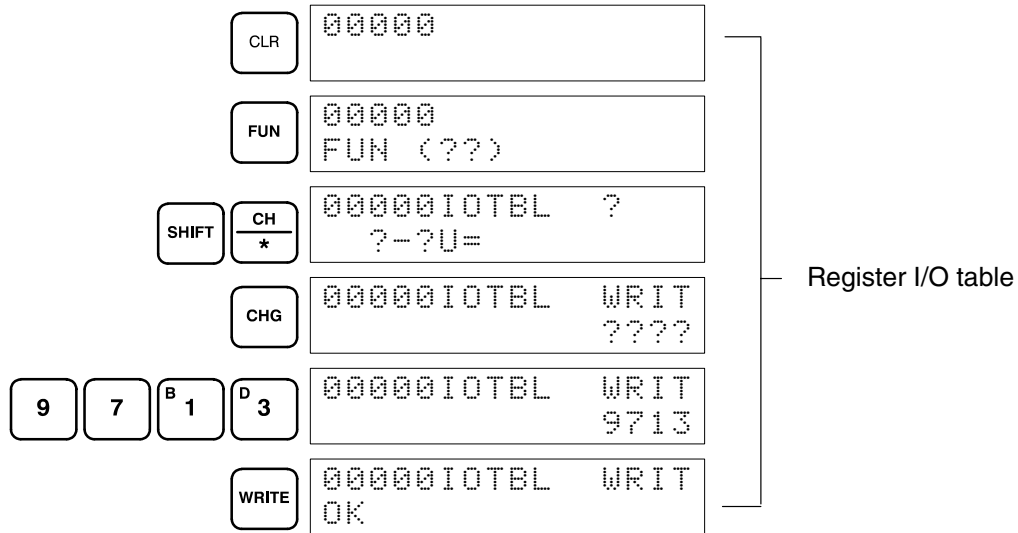 CLR
00000
FUN
00000
FUN (??)
SHIFT
CH
*
00000IOTBL ?
?-?U=
Register I/O table
CHG
00000IOTBL WRIT
????
9 7 B 1 D 3
00000IOTBL WRIT
9713
WRITE
00000IOTBL WRIT
OK